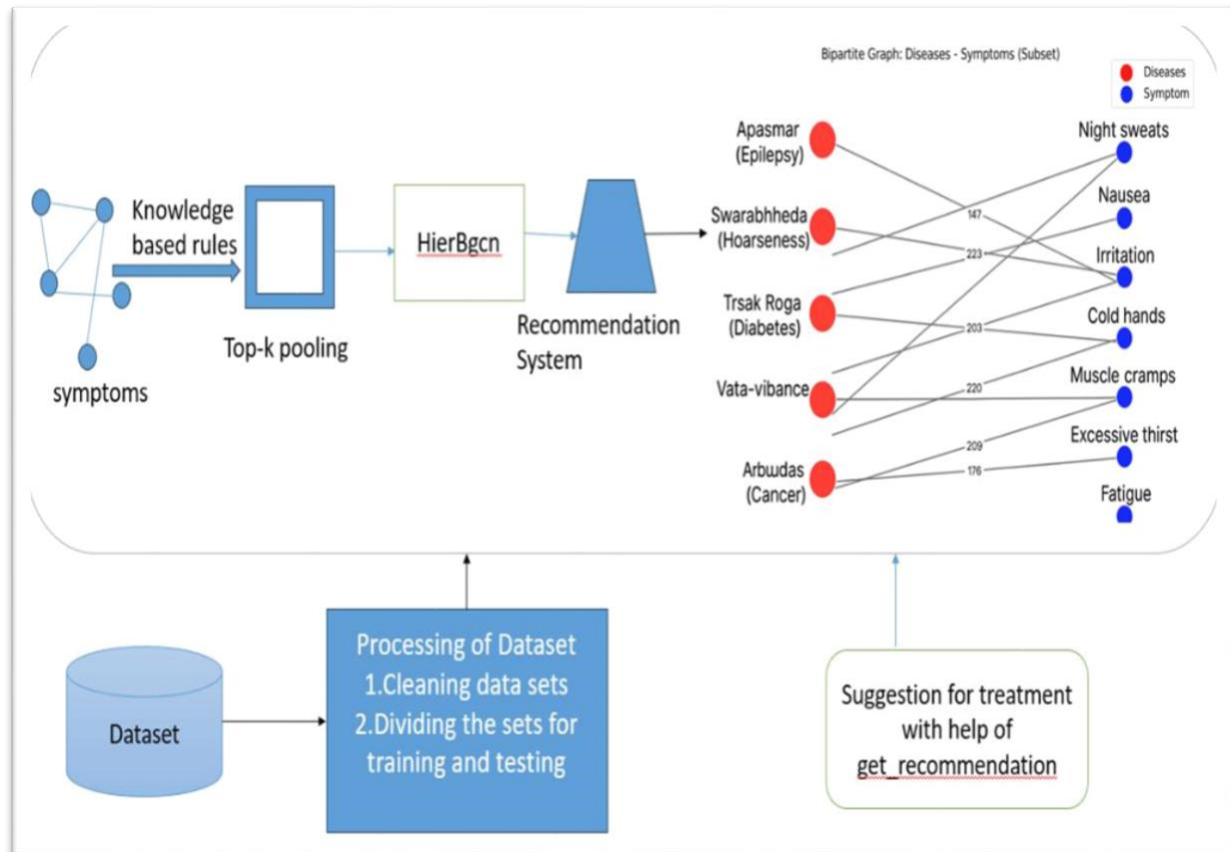 Bipartite Graph: Diseases - Symptoms (Subset)
Diseases
Symptom
Knowledge
based rules
symptoms
Top-k pooling
HierBgcn
Recommendation
System
Apasmar
(Epilepsy)
Swarabhheda
(Hoarseness)
Trsak Roga
(Diabetes)
Vata-vibance
Arbuudas
(Cancer)
147
223
203
220
209
176
Night sweats
Nausea
Irritation
Cold hands
Muscle cramps
Excessive thirst
Fatigue
Dataset
Processing of Dataset
1.Cleaning data sets
2.Dividing the sets for
training and testing
Suggestion for treatment
with help of
get_recommendation